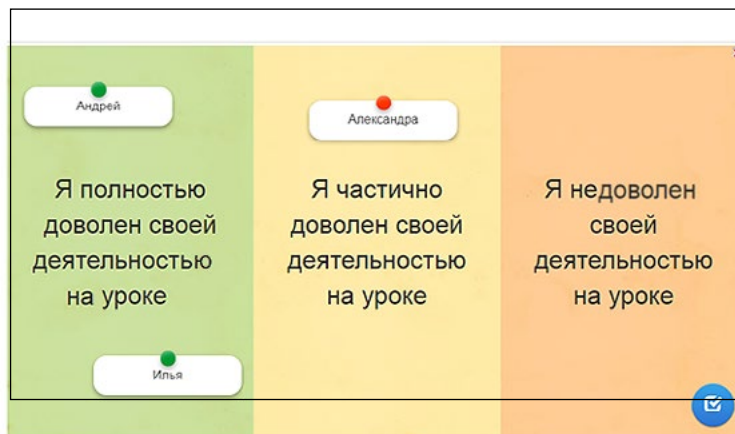 Андрей
Александра
Я полностью
доволен своей
деятельностью
на уроке
Я частично
доволен своей
деятельностью
на уроке
Я недоволен
своей
деятельностью
на уроке
Илья